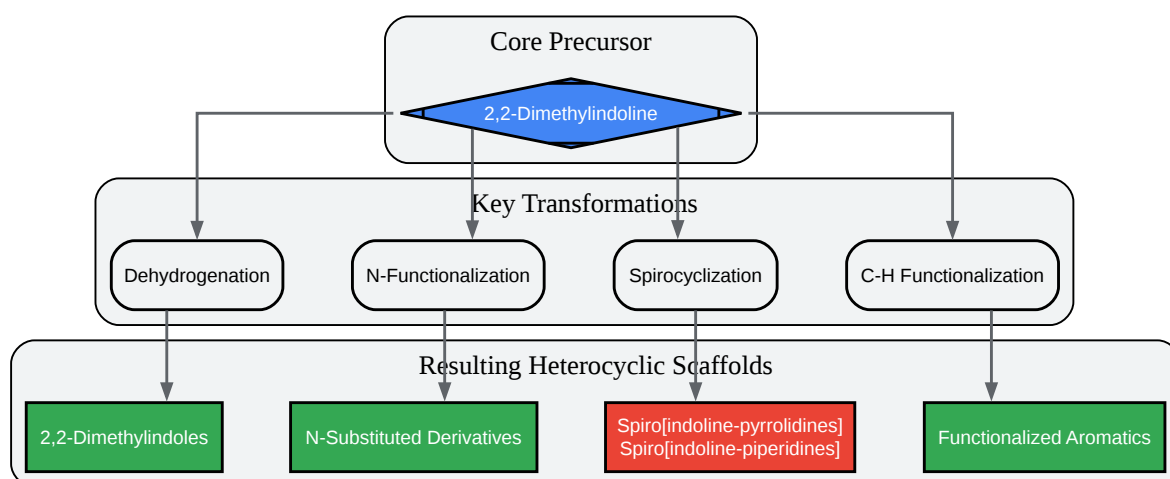 Core Precursor
2,2-Dimethylindoline
Key Transformations
Dehydrogenation
N-Functionalization
Spirocyclization
C-H Functionalization
Resulting Heterocyclic Scaffolds
2,2-Dimethylindoles
N-Substituted Derivatives
Spiro[indoline-pyrrolidines]
Spiro[indoline-piperidines]
Functionalized Aromatics